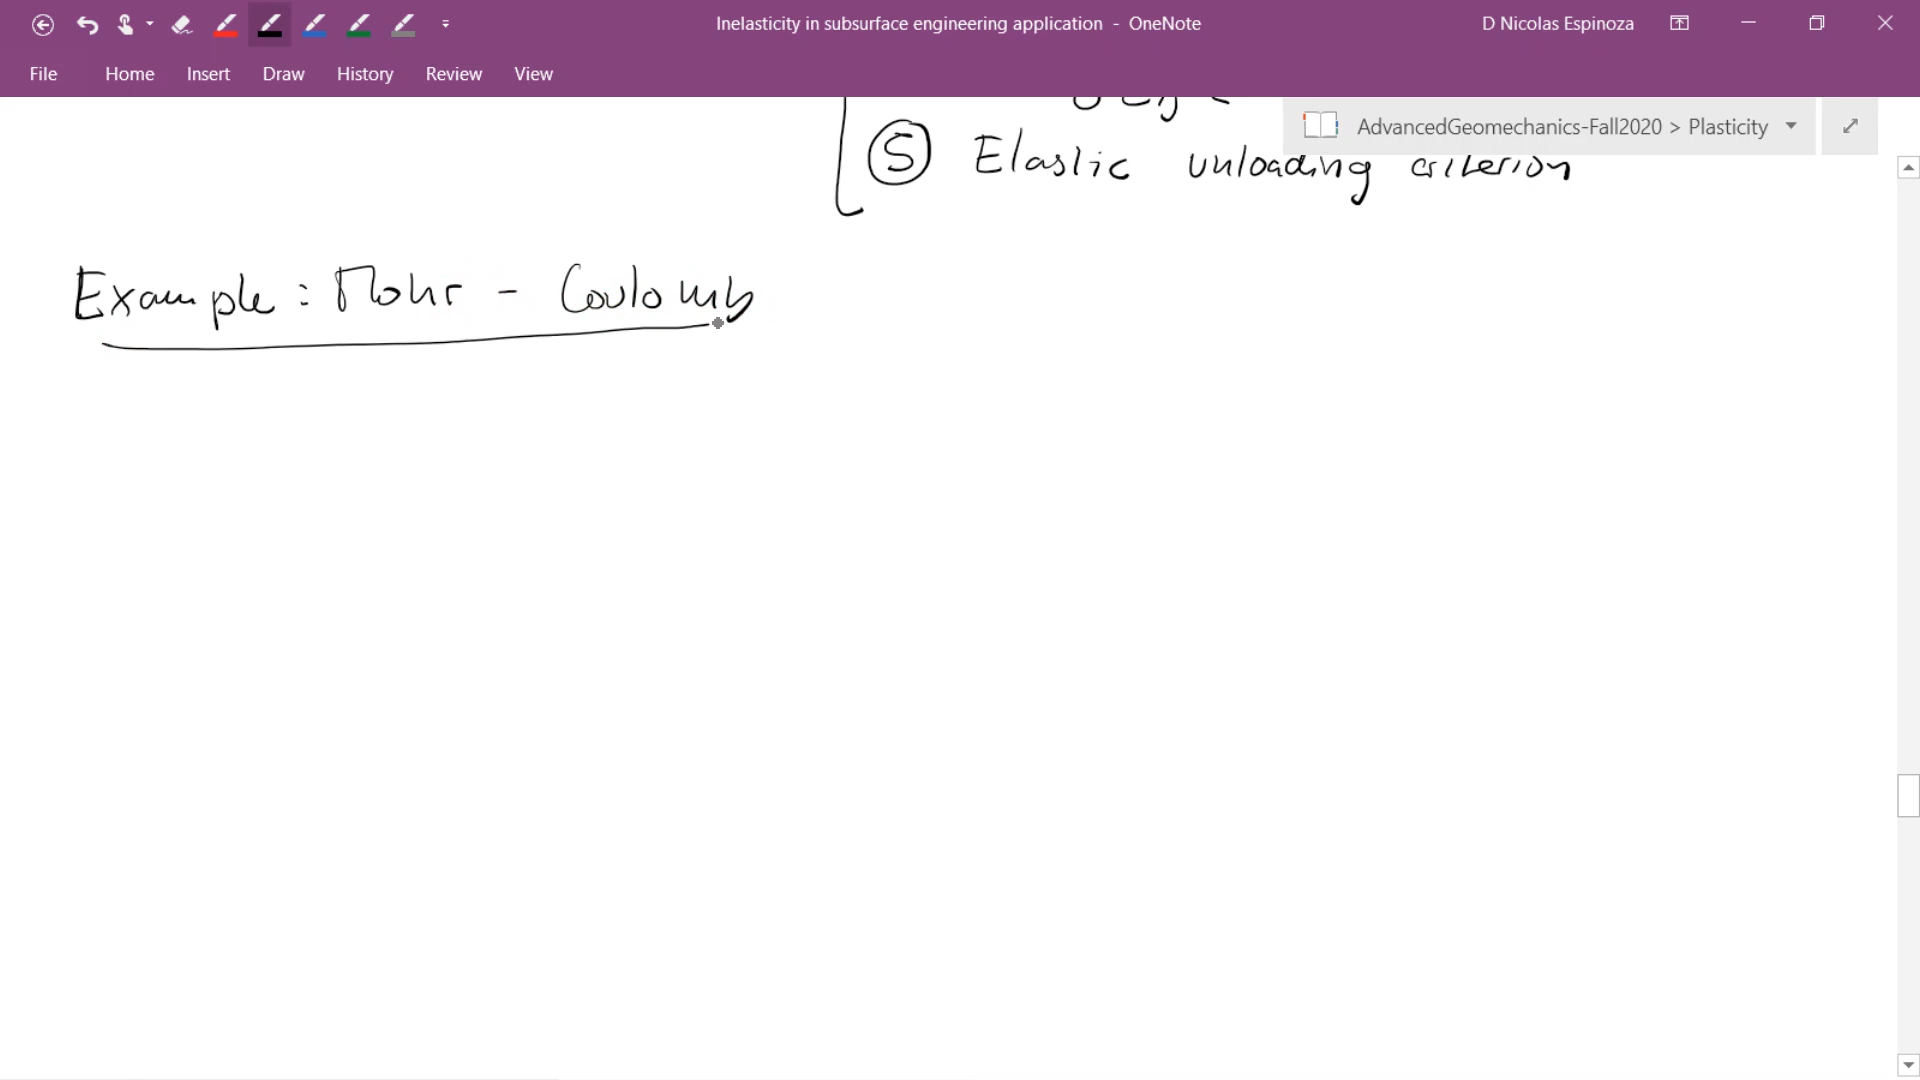 Inelasticity in subsurface engineering application - OneNote
D Nicolas Espinoza
File Home Insert Draw History Review View
AdvancedGeomechanics-Fall2020 > Plasticity
⑤ Elastic unloading criterion
Example: Mohr - Coulomb